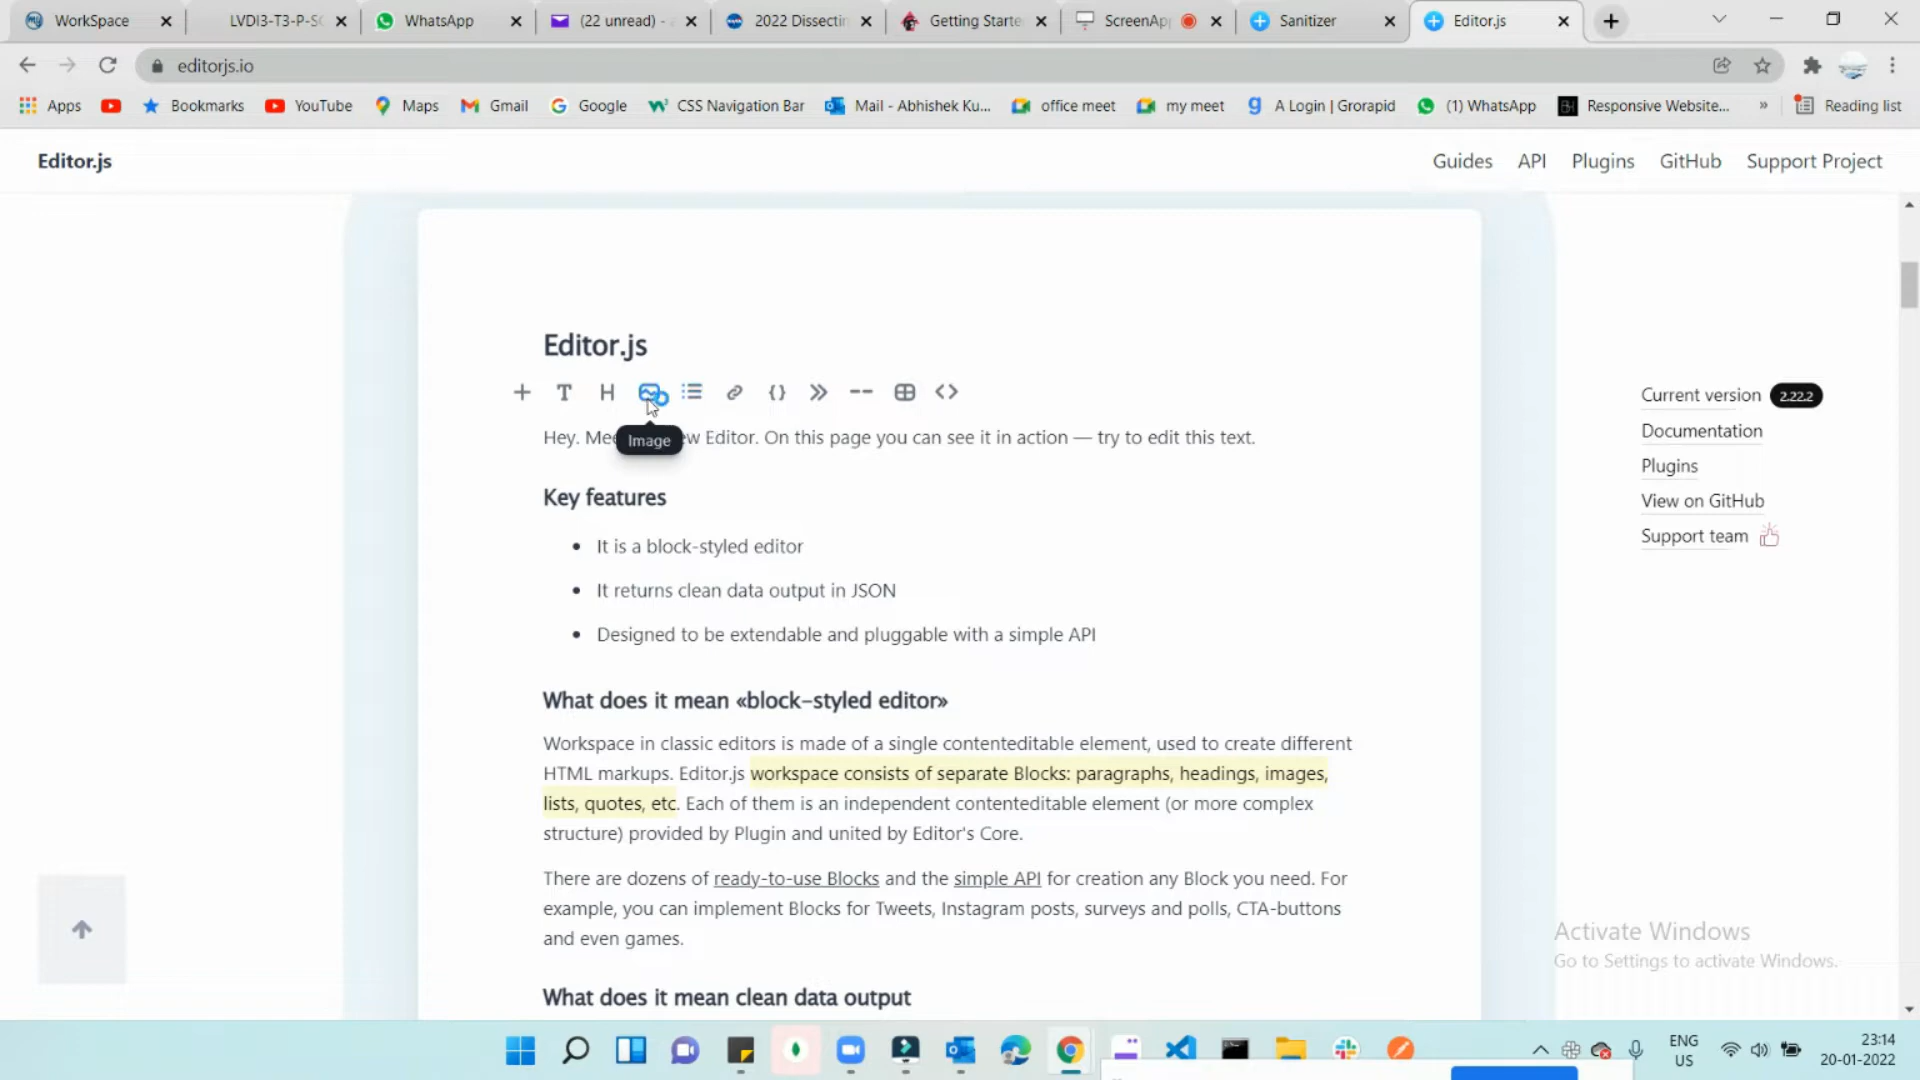 WorkSpace
LVDI3-T3-P-SC
WhatsApp
(22 unread) -
2022 Dissectin
Getting Starte
ScreenApp
Sanitizer
Editor.js
editorjs.io
Apps
Bookmarks
YouTube
Maps
Gmail
Google
CSS Navigation Bar
Mail - Abhishek Ku...
office meet
my meet
A Login | Grorapid
(1) WhatsApp
Responsive Website...
»
Reading list
Editor.js
Guides
API
Plugins
GitHub
Support Project
Editor.js
Image
Hey. Mee w Editor. On this page you can see it in action — try to edit this text.
Key features
It is a block-styled editor
It returns clean data output in JSON
Designed to be extendable and pluggable with a simple API
What does it mean «block-styled editor»
Workspace in classic editors is made of a single contenteditable element, used to create different
HTML markups. Editor.js workspace consists of separate Blocks: paragraphs, headings, images,
lists, quotes, etc. Each of them is an independent contenteditable element (or more complex
structure) provided by Plugin and united by Editor's Core.
There are dozens of ready-to-use Blocks and the simple API for creation any Block you need. For
example, you can implement Blocks for Tweets, Instagram posts, surveys and polls, CTA-buttons
and even games.
What does it mean clean data output
Current version 2.22.2
Documentation
Plugins
View on GitHub
Support team
Activate Windows
Go to Settings to activate Windows.
ENG
US
23:14
20-01-2022